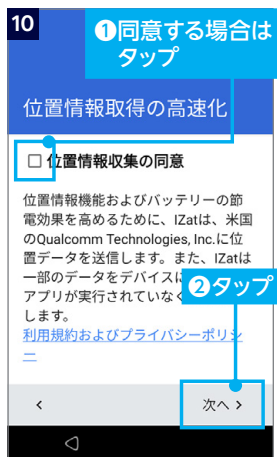 10
❶同意する場合は
タップ
位置情報取得の高速化
位置情報収集の同意
位置情報機能およびバッテリーの節
電効果を高めるために、IZatは、米国
のQualcomm Technologies, Inc.に位
置データを送信します。また、IZatは
一部のデータをデバイスに
❷タップ
アプリが実行されていなく
します。
利用規約およびプライバシーポリシ
ー
次へ